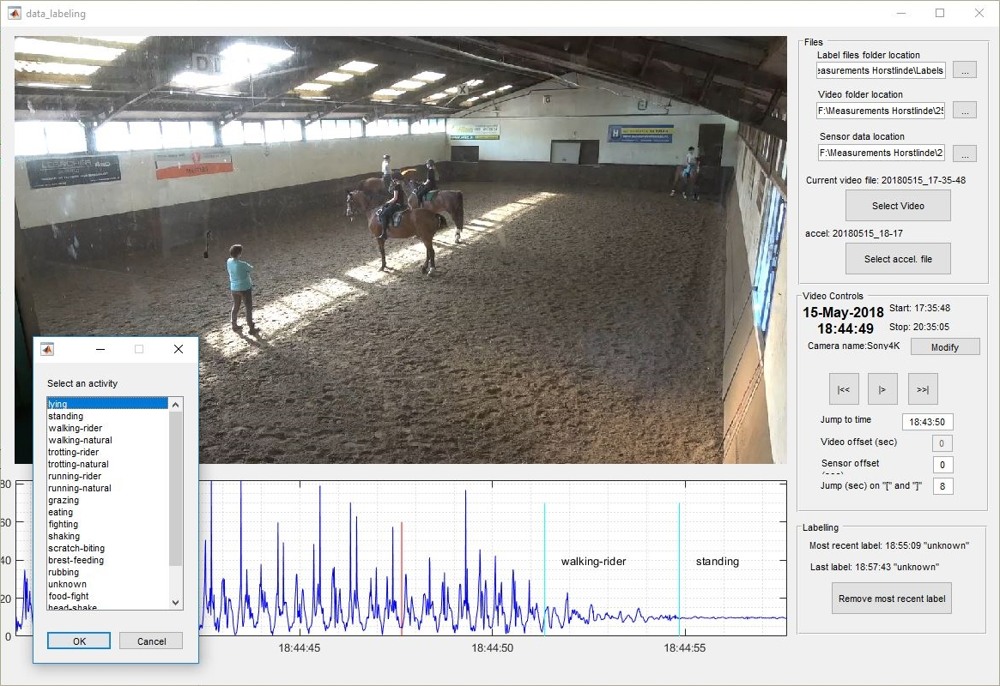 data_labeling
D
X
G
E
H
Files
Label files folder location
easurements Horstlinde\Labels
...
Video folder location
F:\Measurements Horstlinde\25
...
Sensor data location
F:\Measurements Horstlinde\2
...
Current video file: 20180515_17-35-48
Select Video
accel: 20180515_18-17
Select accel. file
Video Controls
15-May-2018
18:44:49
Start: 17:35:48
Stop: 20:35:05
Camera name:Sony4K
Modify
|<<
|>
>>|
Jump to time
18:43:50
Video offset (sec)
0
Sensor offset
0
Jump (sec) on "[" and "]"
8
Labelling
Most recent label: 18:55:09 "unknown"
Last label: 18:57:43 "unknown"
Remove most recent label
Select an activity
lying
standing
walking-rider
walking-natural
trotting-rider
trotting-natural
running-rider
running-natural
grazing
eating
fighting
shaking
scratch-biting
brest-feeding
rubbing
unknown
food-fight
head-shake
OK
Cancel
80
60
40
20
0
walking-rider
standing
18:44:45
18:44:50
18:44:55